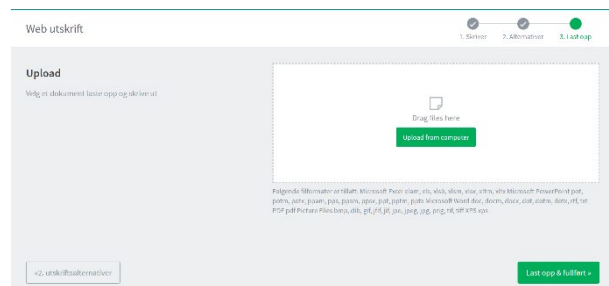 Web utskrift
1. Skriver
2. Alternativer
3. Last opp
Upload
Velg et dokument laste opp og skrive ut
Drag files here
Upload from computer
Følgende filformater er tillatt: Microsoft Excel xlam, xls, xlsb, xlsm, xlsx, xltm, xltx Microsoft PowerPoint pot,
potm, potx, ppam, pps, ppsm, ppsx, ppt, pptm, pptx Microsoft Word doc, docm, docx, dot, dotm, dotx, rtf, txt
PDF pdf Picture Files bmp, dib, gif, jfif, jif, jpe, jpeg, jpg, png, tif, tiff XPS xps
«2. utskriftsalternativer
Last opp & fullført »